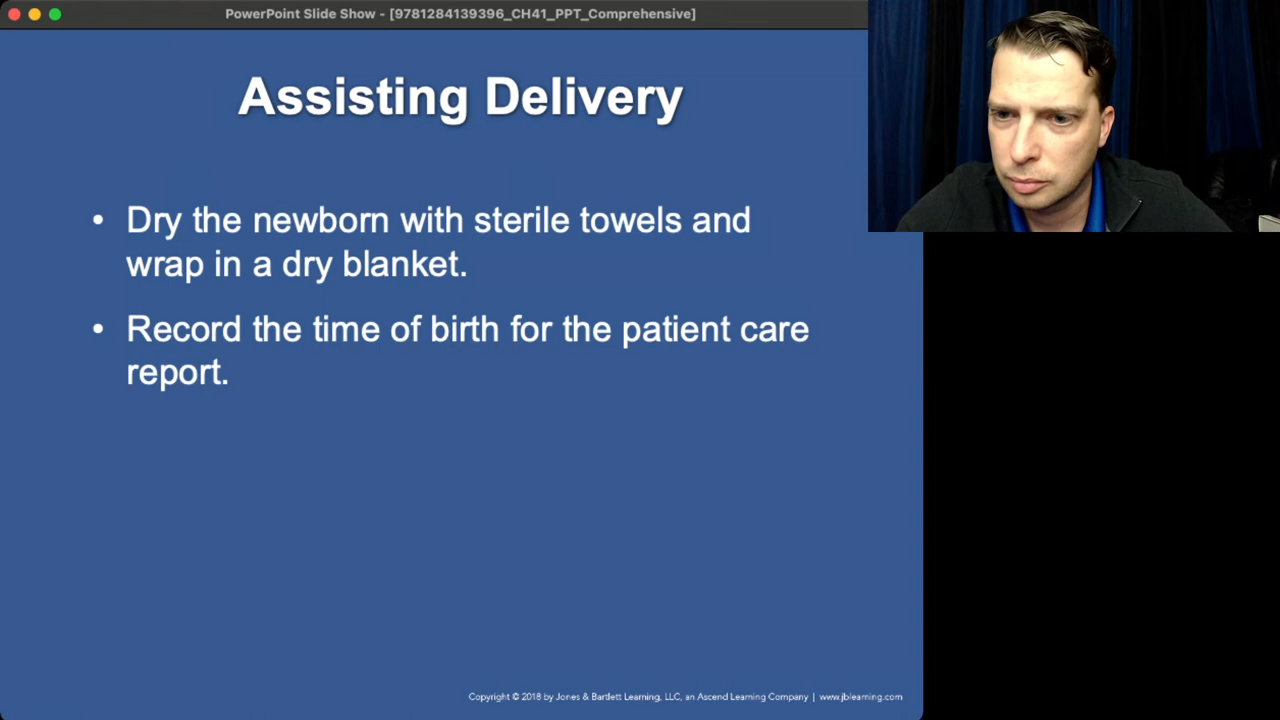 PowerPoint Slide Show - [9781284139396_CH41_PPT_Comprehensive]
Assisting Delivery
• Dry the newborn with sterile towels and
wrap in a dry blanket.
• Record the time of birth for the patient care
report.
Copyright © 2018 by Jones & Bartlett Learning, LLC, an Ascend Learning Company | www.jblearning.com